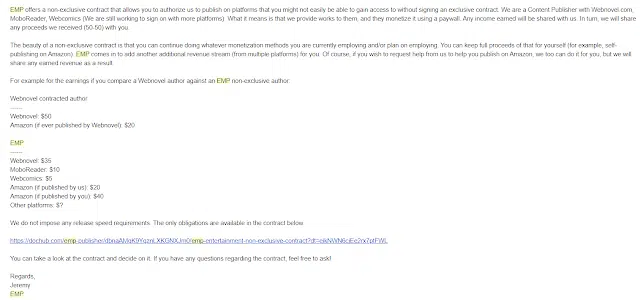 EMP offers a non-exclusive contract that allows you to authorize us to publish on platforms that you might not easily be able to gain access to without signing an exclusive contract. We are a Content Publisher with Webnovel.com,
MoboReader, Webcomics (We are still working to sign on with more platforms). What it means is that we provide works to them, and they monetize it using a paywall. Any income earned will be shared with us. In turn, we will share
any proceeds we received (50-50) with you.
The beauty of a non-exclusive contract is that you can continue doing whatever monetization methods you are currently employing and/or plan on employing. You can keep full proceeds of that for yourself (for example, self-
publishing on Amazon). EMP comes in to add another additional revenue stream (from multiple platforms) for you. Of course, if you wish to request help from us to help you publish on Amazon, we too can do it for you, but we will
share any earned revenue as a result.
For example for the earnings if you compare a Webnovel author against an EMP non-exclusive author:
Webnovel contracted author
------
Webnovel: $50
Amazon (if ever published by Webnovel): $20
EMP
------
Webnovel: $35
MoboReader: $10
Webcomics: $5
Amazon (if published by us): $20
Amazon (if published by you): $40
Other platforms: $?
We do not impose any release speed requirements. The only obligations are available in the contract below.
You can take a look at the contract and decide on it. If you have any questions regarding the contract, feel free to ask!
Regards,
Jeremy
EMP